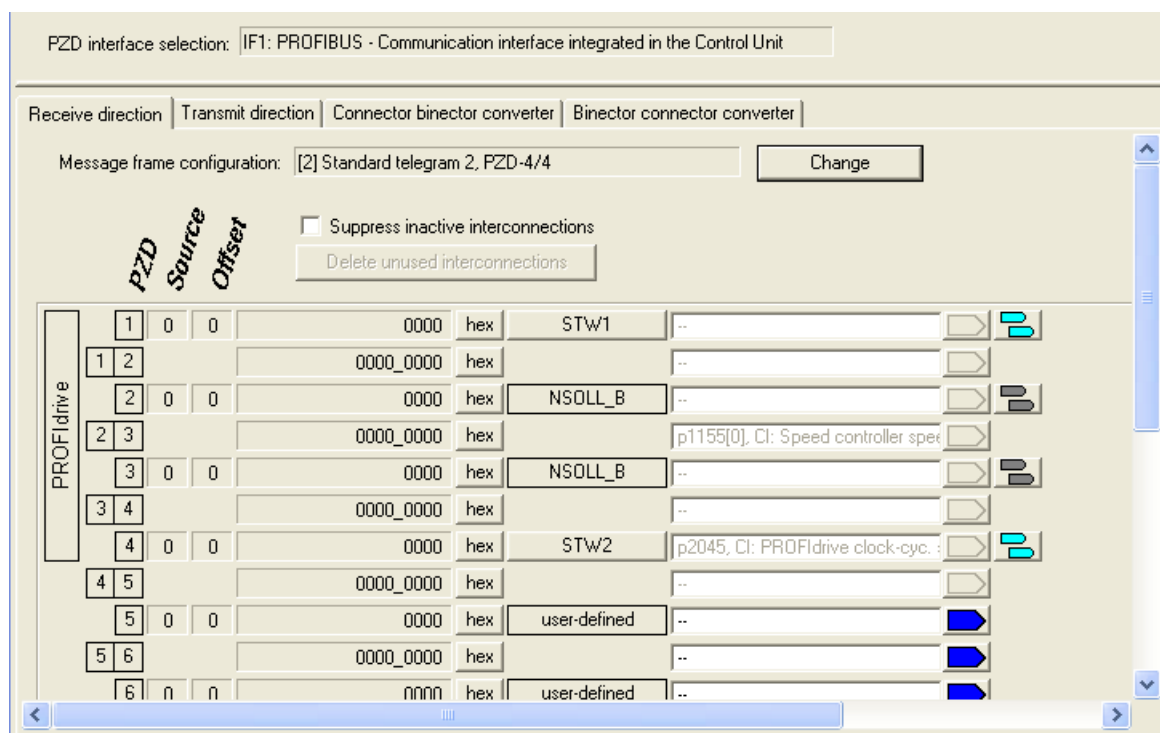 PZD interface selection: IF1: PROFIBUS - Communication interface integrated in the Control Unit
Receive direction Transmit direction Connector binector converter Binector connector converter
Message frame configuration: [2] Standard telegram 2, PZD-4/4 Change
PZD Source Offset
Suppress inactive interconnections
Delete unused interconnections
PROFIdrive
1 0 0 0000 hex STW1 --
1 2 0000_0000 hex --
2 0 0 0000 hex NSOLL_B --
2 3 0000_0000 hex p1155[0], CI: Speed controller spee
3 0 0 0000 hex NSOLL_B --
3 4 0000_0000 hex --
4 0 0 0000 hex STW2 p2045, CI: PROFIdrive clock-cyc. s
4 5 0000_0000 hex --
5 0 0 0000 hex user-defined --
5 6 0000_0000 hex --
6 0 0 0000 hex user-defined --